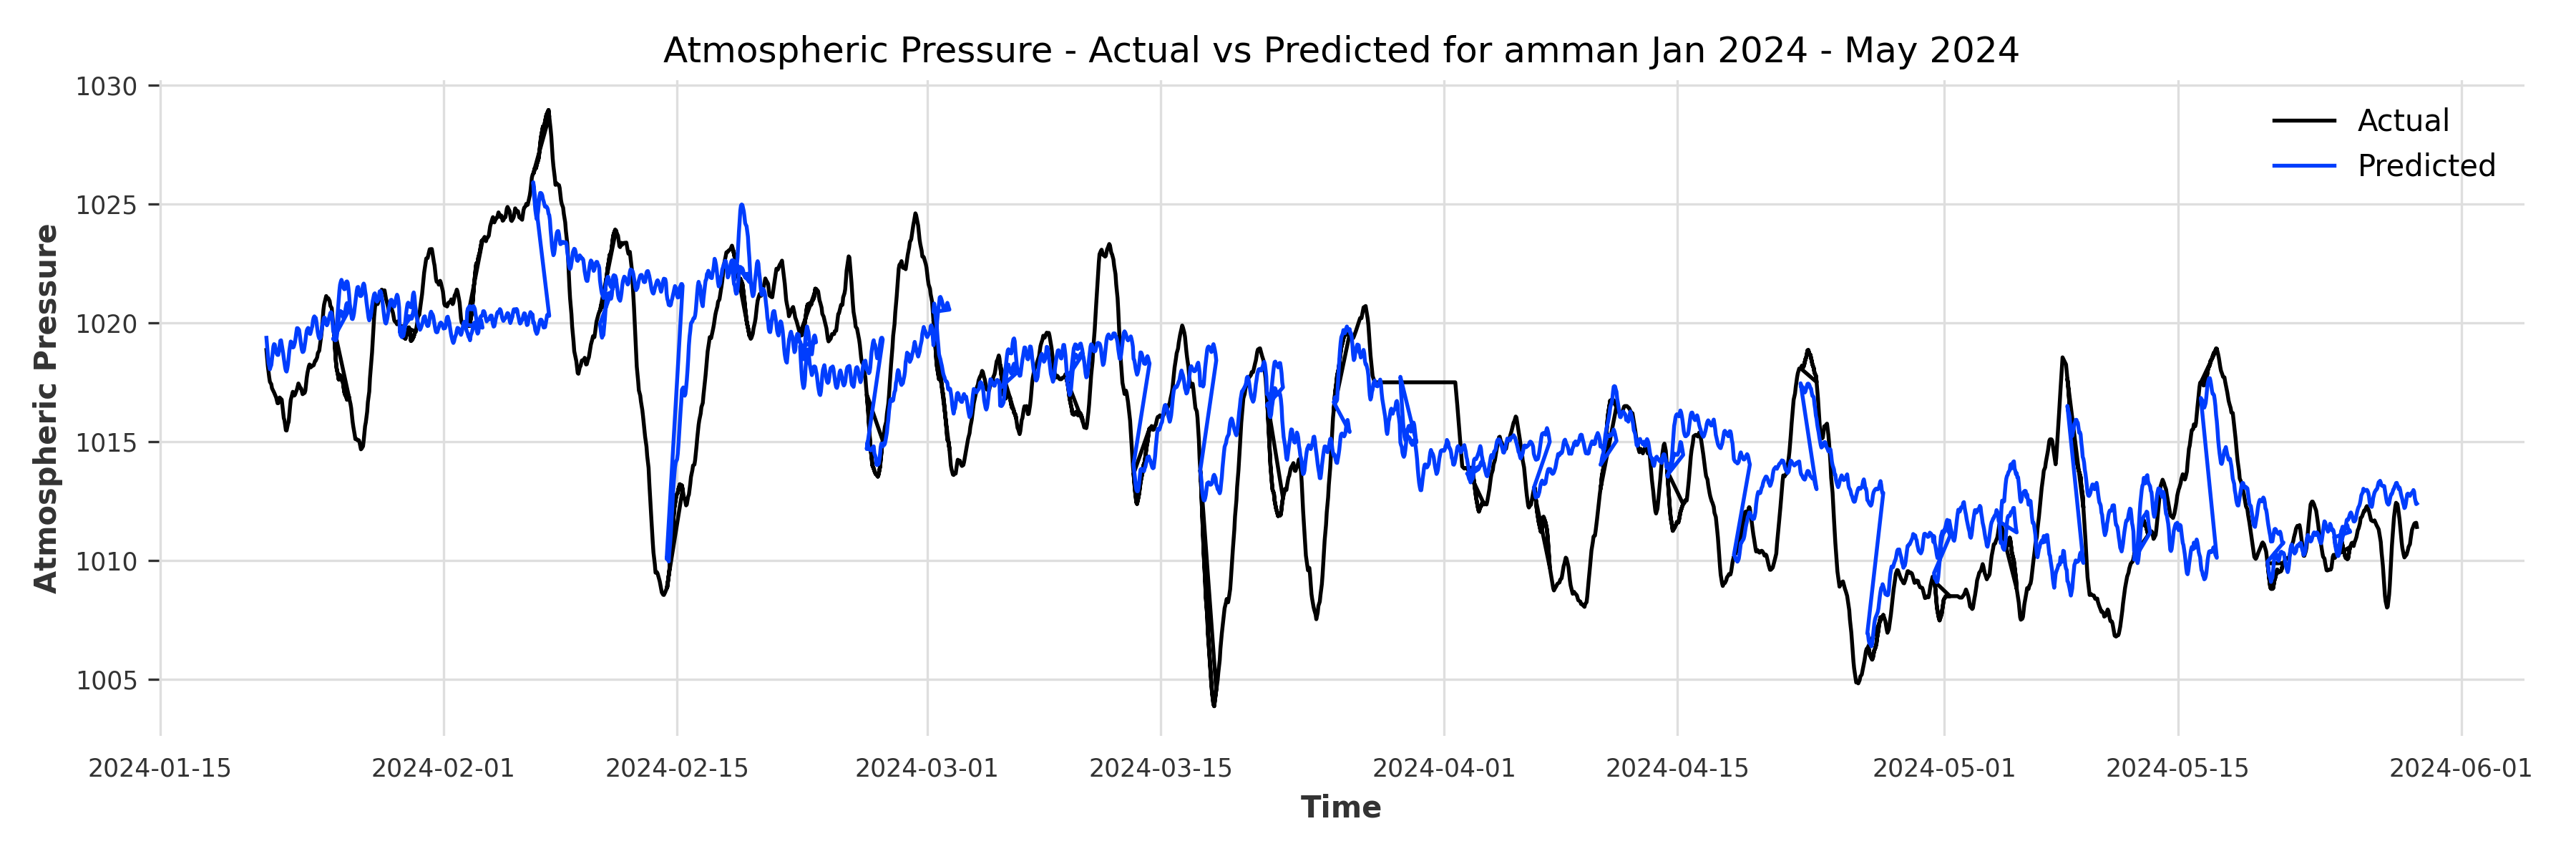 Atmospheric Pressure - Actual vs Predicted for amman Jan 2024 - May 2024
1030
1025
1020
1015
1010
1005
Atmospheric Pressure
Actual
Predicted
2024-01-15 2024-02-01 2024-02-15 2024-03-01 2024-03-15 2024-04-01 2024-04-15 2024-05-01 2024-05-15 2024-06-01
Time